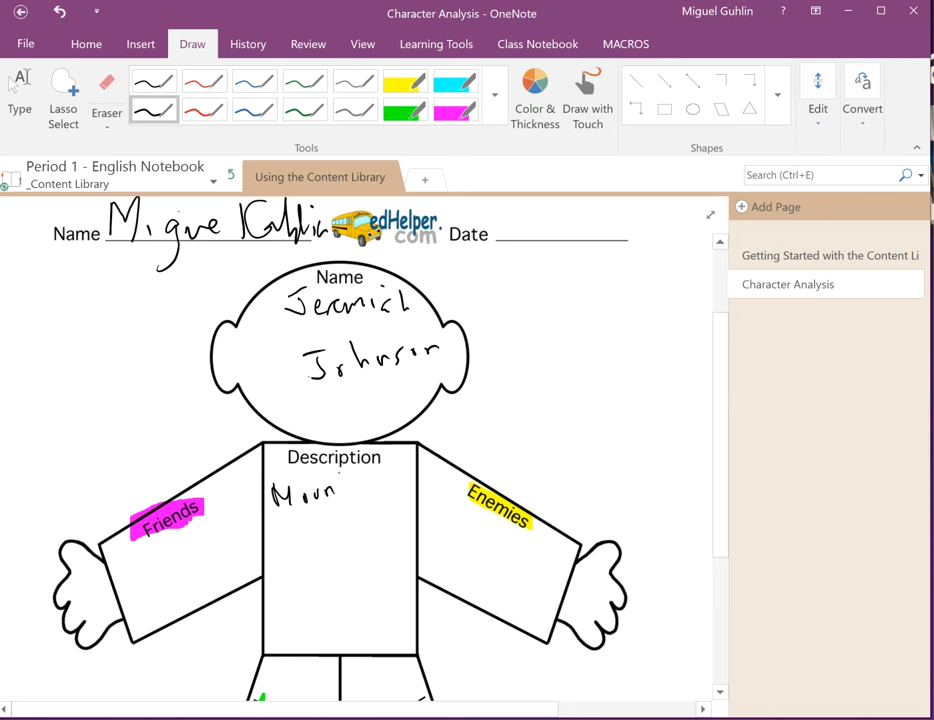 Character Analysis - OneNote
Miguel Guhlin
?
File
Home
Insert
Draw
History
Review
View
Learning Tools
Class Notebook
MACROS
Type
Lasso Select
Eraser
Color & Thickness
Draw with Touch
Edit
Convert
Tools
Shapes
Period 1 - English Notebook
_Content Library
5
Using the Content Library
Search (Ctrl+E)
Add Page
Getting Started with the Content Li
Character Analysis
Name Migue Guhlin
edHelper.com
Date
Name
Jeremiah
Johnson
Description
Moun
Friends
Enemies